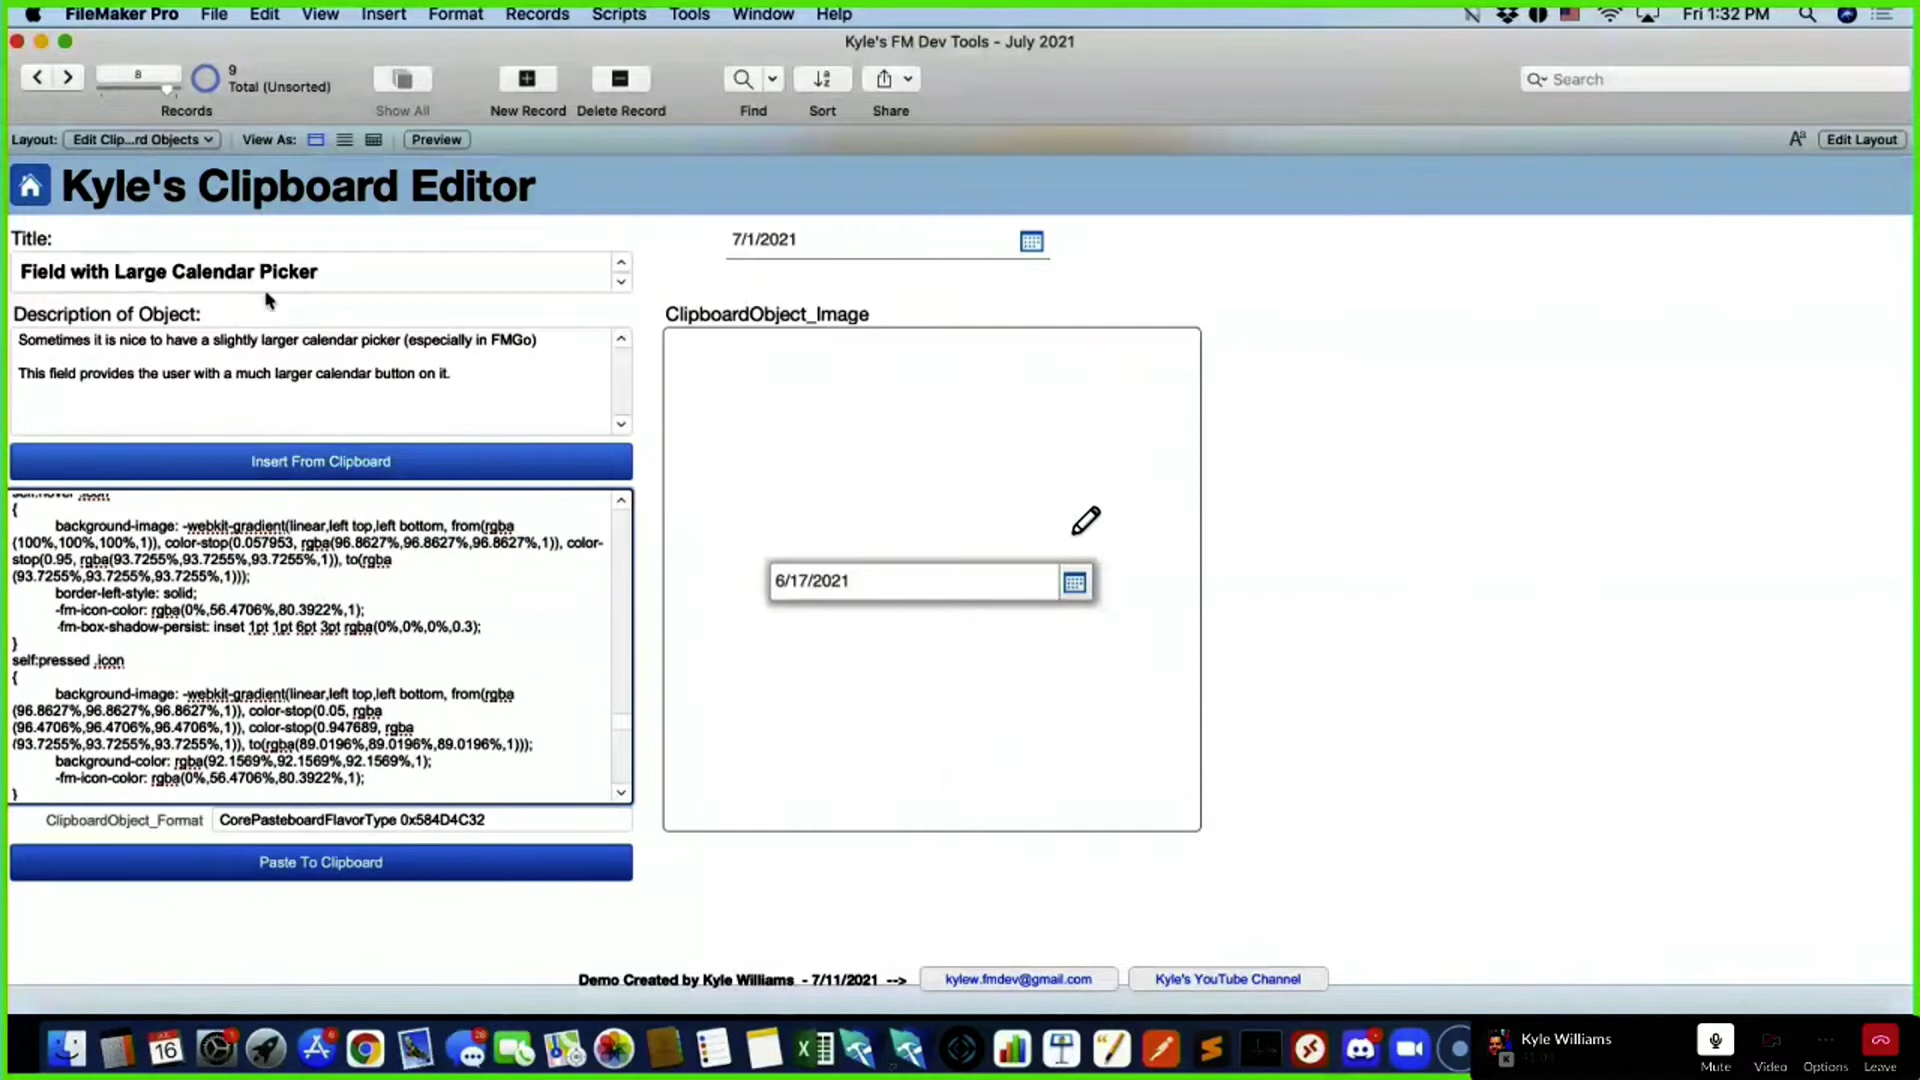 FileMaker Pro File Edit View Insert Format Records Scripts Tools Window Help Fri 1:32 PM
Kyle's FM Dev Tools - July 2021
8 9
Total (Unsorted)
Search
Records Show All New Record Delete Record Find Sort Share
Layout: Edit Clip...rd Objects View As: Preview Edit Layout
Kyle's Clipboard Editor
Title:
7/1/2021
Field with Large Calendar Picker
Description of Object:
ClipboardObject_Image
Sometimes it is nice to have a slightly larger calendar picker (especially in FMGo)
This field provides the user with a much larger calendar button on it.
Insert From Clipboard
self:hover .icon
{
background-image: -webkit-gradient(linear,left top,left bottom, from(rgba
(100%,100%,100%,1)), color-stop(0.057953, rgba(96.8627%,96.8627%,96.8627%,1)), color-
stop(0.95, rgba(93.7255%,93.7255%,93.7255%,1)), to(rgba
(93.7255%,93.7255%,93.7255%,1)));
border-left-style: solid;
-fm-icon-color: rgba(0%,56.4706%,80.3922%,1);
-fm-box-shadow-persist: inset 1pt 1pt 6pt 3pt rgba(0%,0%,0%,0.3);
}
self:pressed .icon
{
background-image: -webkit-gradient(linear,left top,left bottom, from(rgba
(96.8627%,96.8627%,96.8627%,1)), color-stop(0.05, rgba
(96.4706%,96.4706%,96.4706%,1)), color-stop(0.947689, rgba
(93.7255%,93.7255%,93.7255%,1)), to(rgba(89.0196%,89.0196%,89.0196%,1)));
background-color: rgba(92.1569%,92.1569%,92.1569%,1);
-fm-icon-color: rgba(0%,56.4706%,80.3922%,1);
}
6/17/2021
ClipboardObject_Format CorePasteboardFlavorType 0x584D4C32
Paste To Clipboard
Demo Created by Kyle Williams - 7/11/2021 --> kylew.fmdev@gmail.com Kyle's YouTube Channel
Kyle Williams
Mute Video Options Leave